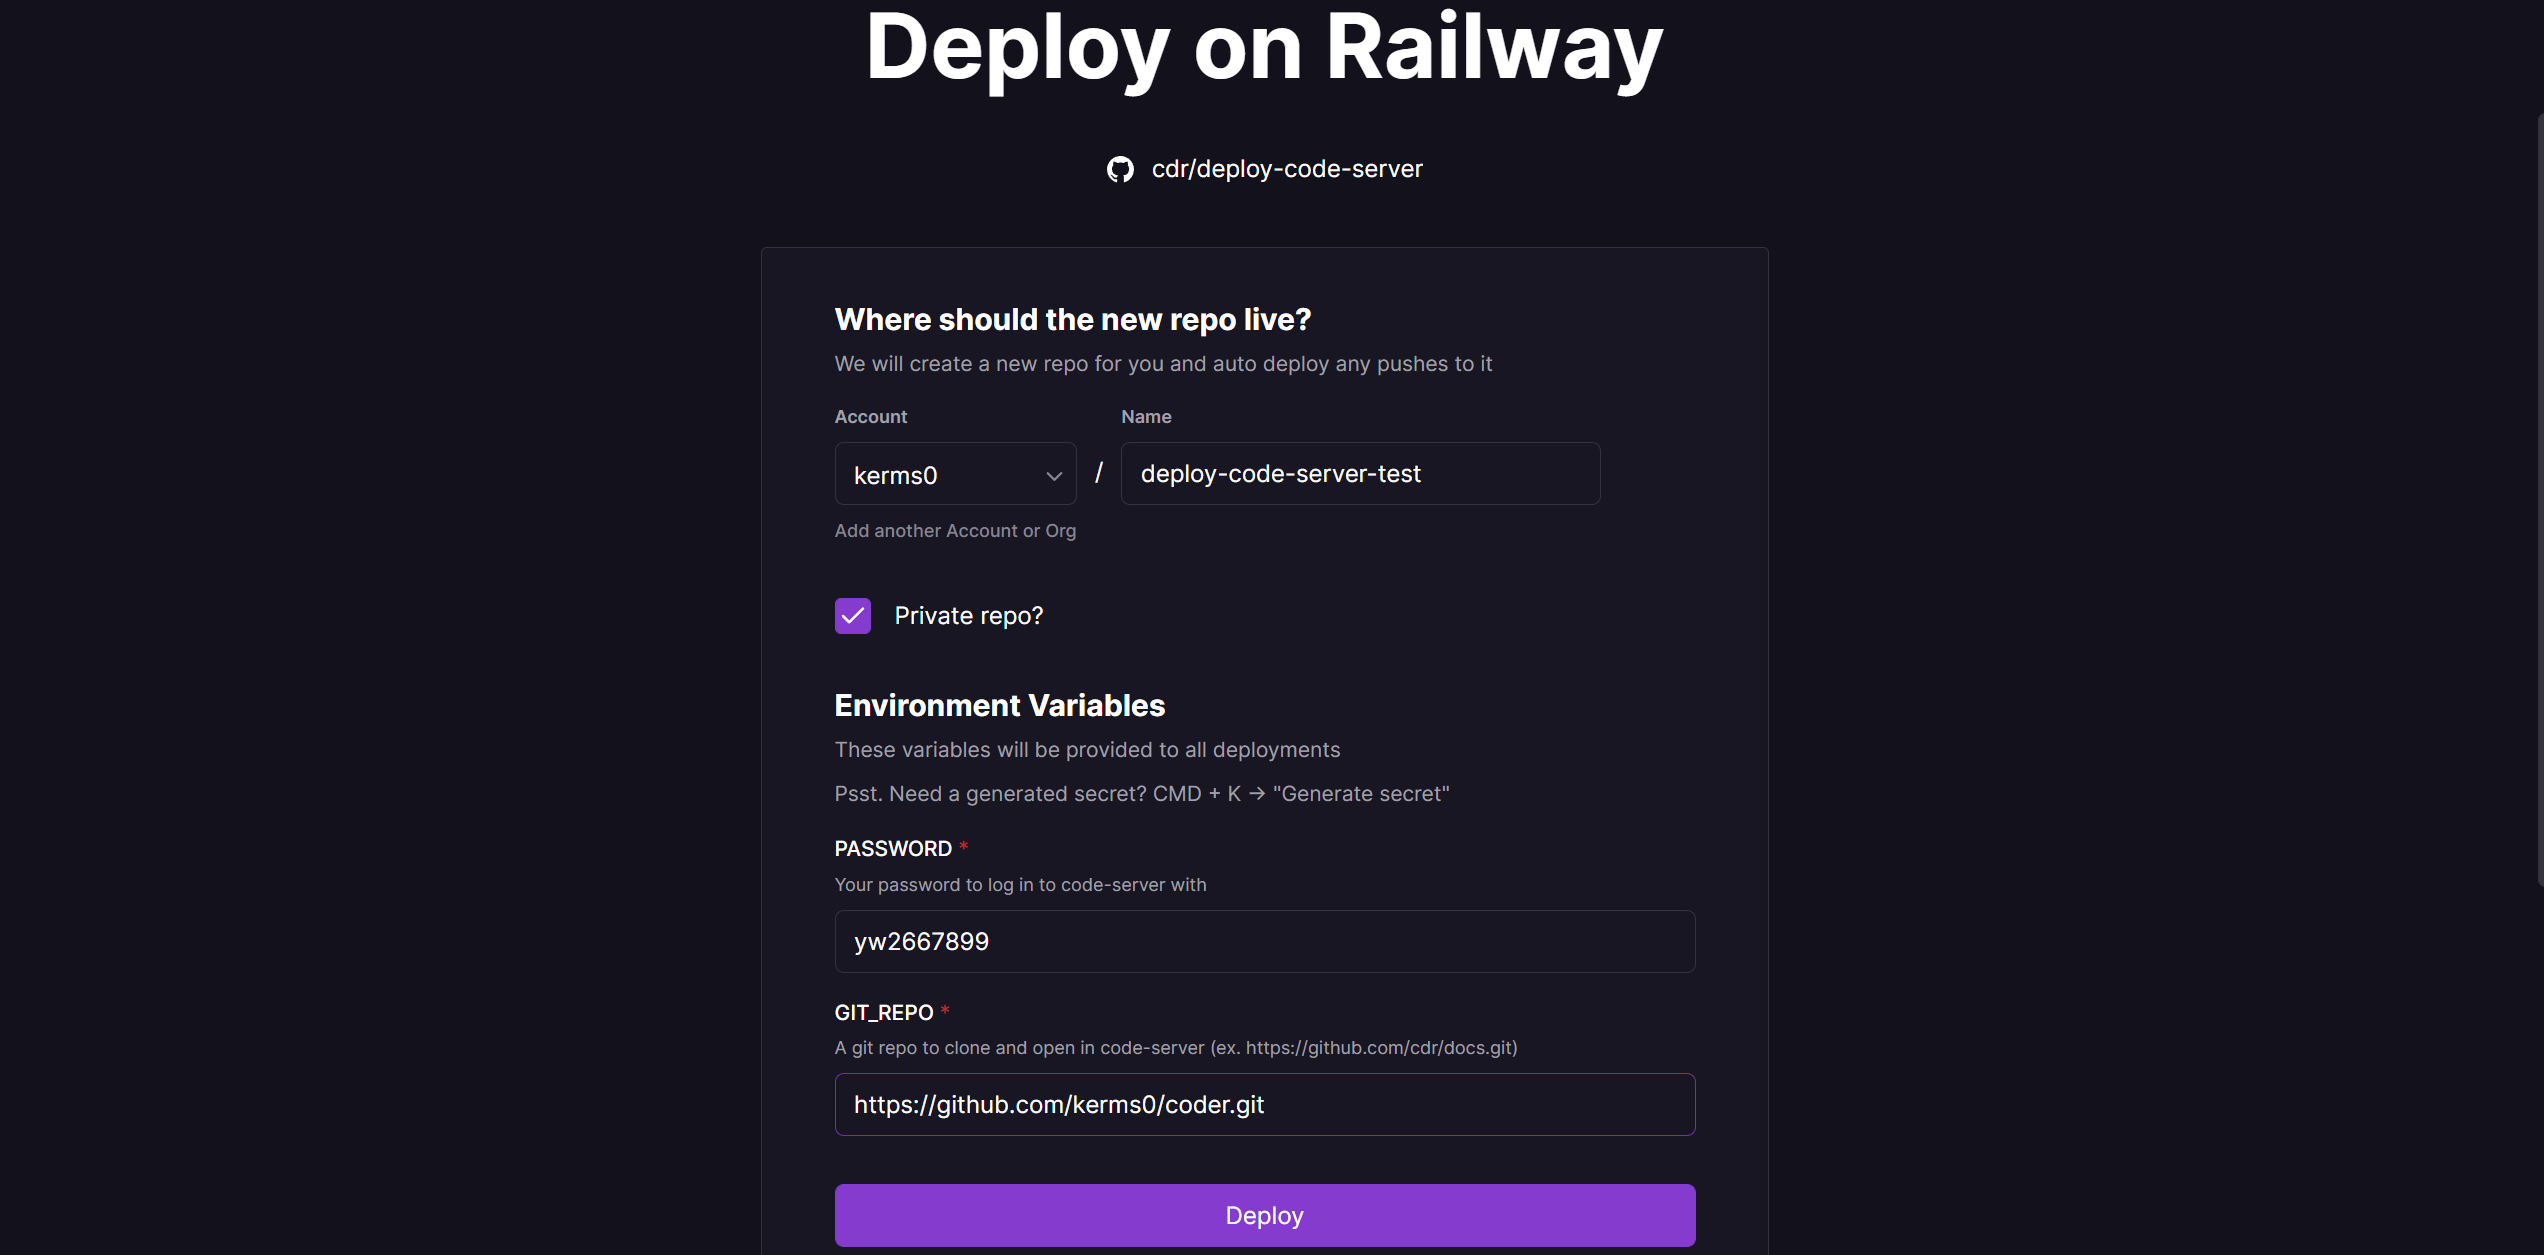 Deploy on Railway
cdr/deploy-code-server
Where should the new repo live?
We will create a new repo for you and auto deploy any pushes to it
Account
Name
kerms0
/
deploy-code-server-test
Add another Account or Org
Private repo?
Environment Variables
These variables will be provided to all deployments
Psst. Need a generated secret? CMD + K → "Generate secret"
PASSWORD *
Your password to log in to code-server with
yw2667899
GIT_REPO *
A git repo to clone and open in code-server (ex. https://github.com/cdr/docs.git)
https://github.com/kerms0/coder.git
Deploy